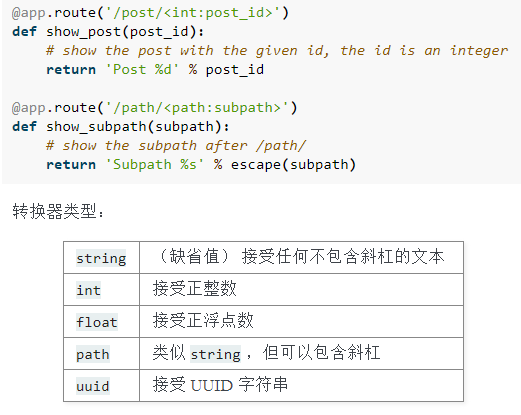 @app.route('/post/<int:post_id>')
def show_post(post_id):
    # show the post with the given id, the id is an integer
    return 'Post %d' % post_id
@app.route('/path/<path:subpath>')
def show_subpath(subpath):
    # show the subpath after /path/
    return 'Subpath %s' % escape(subpath)
转换器类型：
string （缺省值） 接受任何不包含斜杠的文本
int 接受正整数
float 接受正浮点数
path 类似 string ，但可以包含斜杠
uuid 接受 UUID 字符串